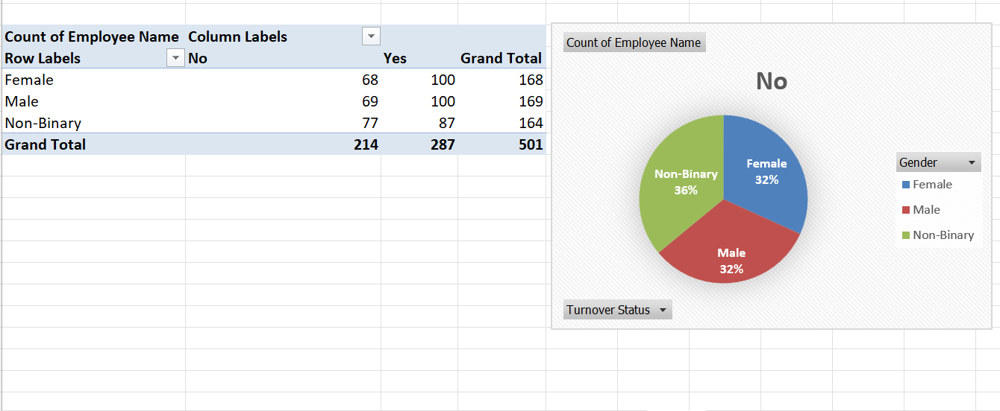 Count of Employee Name Column Labels
Row Labels No Yes Grand Total
Female 68 100 168
Male 69 100 169
Non-Binary 77 87 164
Grand Total 214 287 501
Count of Employee Name
No
Female
32%
Non-Binary
36%
Male
32%
Gender
Female
Male
Non-Binary
Turnover Status